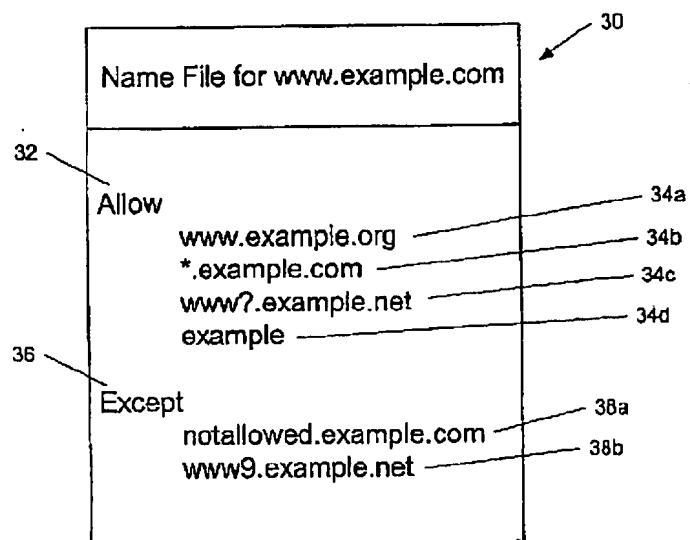 30
Name File for www.example.com
32
Allow
34a
www.example.org
34b
*.example.com
34c
www?.example.net
34d
example
36
Except
38a
notallowed.example.com
38b
www9.example.net